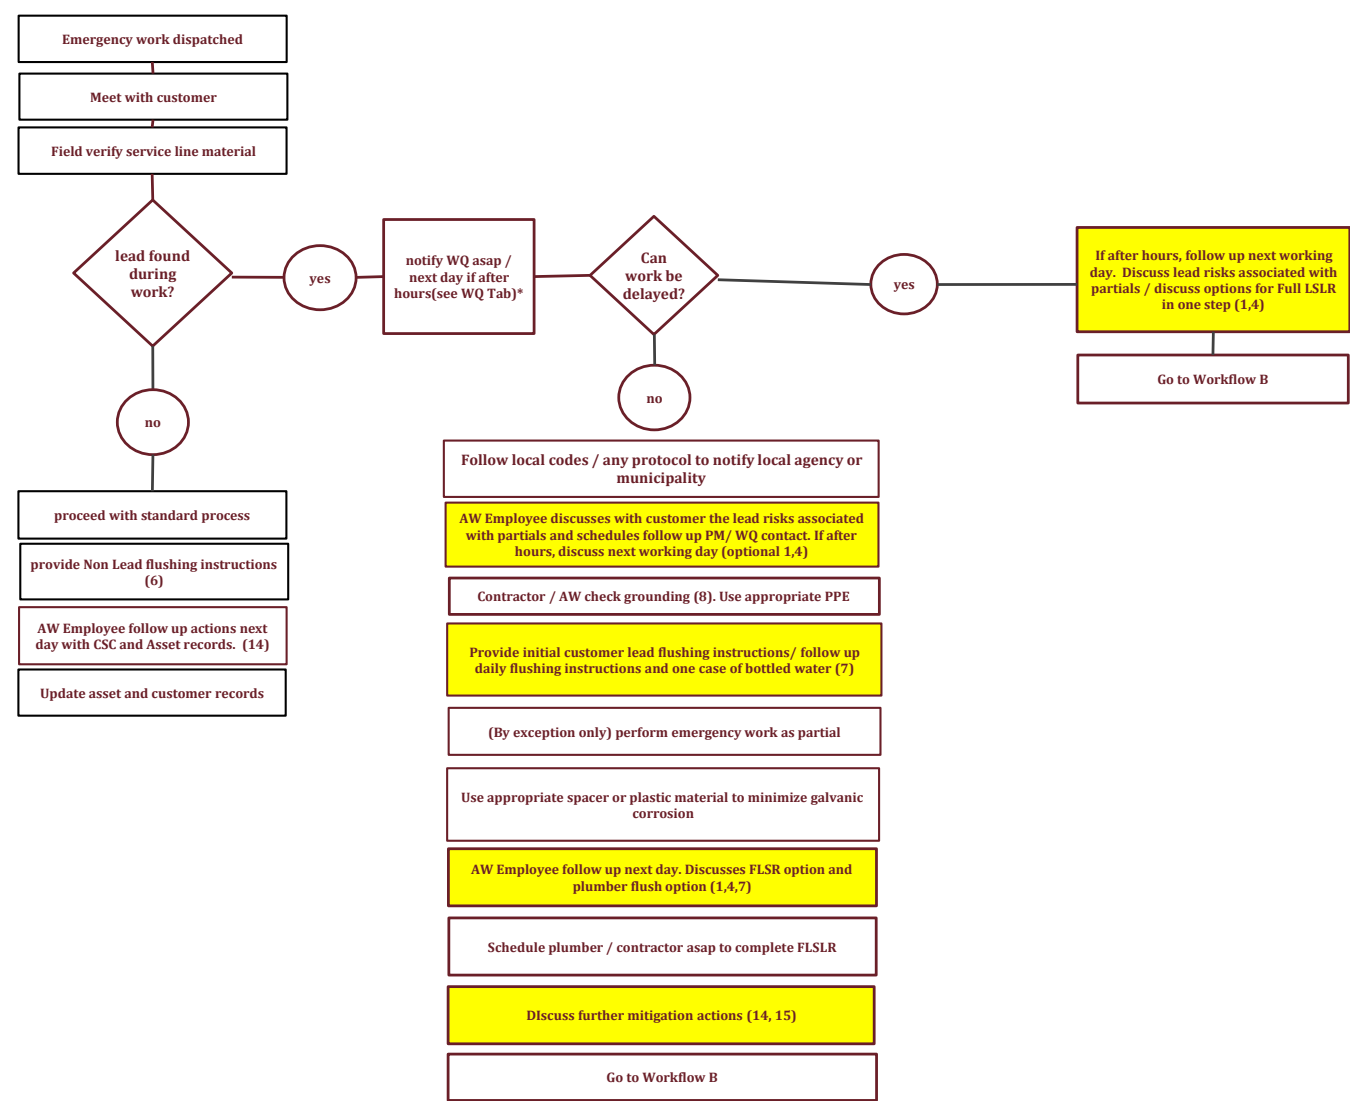 Emergency work dispatched
Meet with customer
Field verify service line material
lead found
during
work?
yes
notify WQ asap /
next day if after
hours(see WQ Tab)*
Can
work be
delayed?
yes
If after hours, follow up next working
day. Discuss lead risks associated with
partials / discuss options for Full LSLR
in one step (1,4)
Go to Workflow B
no
proceed with standard process
provide Non Lead flushing instructions
(6)
AW Employee follow up actions next
day with CSC and Asset records. (14)
Update asset and customer records
no
Follow local codes / any protocol to notify local agency or
municipality
AW Employee discusses with customer the lead risks associated
with partials and schedules follow up PM/ WQ contact. If after
hours, discuss next working day (optional 1,4)
Contractor / AW check grounding (8). Use appropriate PPE
Provide initial customer lead flushing instructions/ follow up
daily flushing instructions and one case of bottled water (7)
(By exception only) perform emergency work as partial
Use appropriate spacer or plastic material to minimize galvanic
corrosion
AW Employee follow up next day. Discusses FLSR option and
plumber flush option (1,4,7)
Schedule plumber / contractor asap to complete FLSLR
DIscuss further mitigation actions (14, 15)
Go to Workflow B